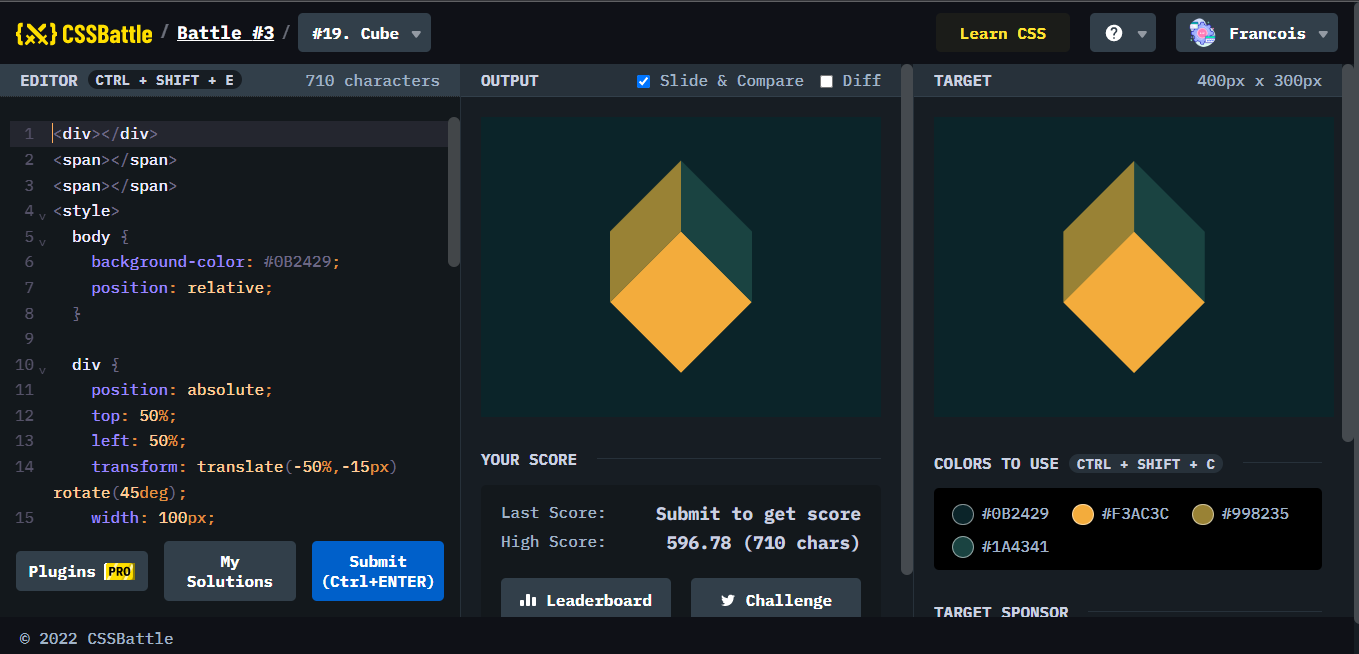 {X} CSSBattle / Battle #3 / #19. Cube Learn CSS ? Francois
EDITOR CTRL + SHIFT + E 710 characters
OUTPUT Slide & Compare Diff
TARGET 400px x 300px
1 <div></div>
2 <span></span>
3 <span></span>
4 <style>
5 body {
6 background-color: #0B2429;
7 position: relative;
8 }
9
10 div {
11 position: absolute;
12 top: 50%;
13 left: 50%;
14 transform: translate(-50%,-15px)
rotate(45deg);
15 width: 100px;
Plugins PRO
My
Solutions
Submit
(Ctrl+ENTER)
YOUR SCORE
Last Score: Submit to get score
High Score: 596.78 (710 chars)
Leaderboard
Challenge
COLORS TO USE CTRL + SHIFT + C
#0B2429 #F3AC3C #998235
#1A4341
TARGET SPONSOR
© 2022 CSSBattle